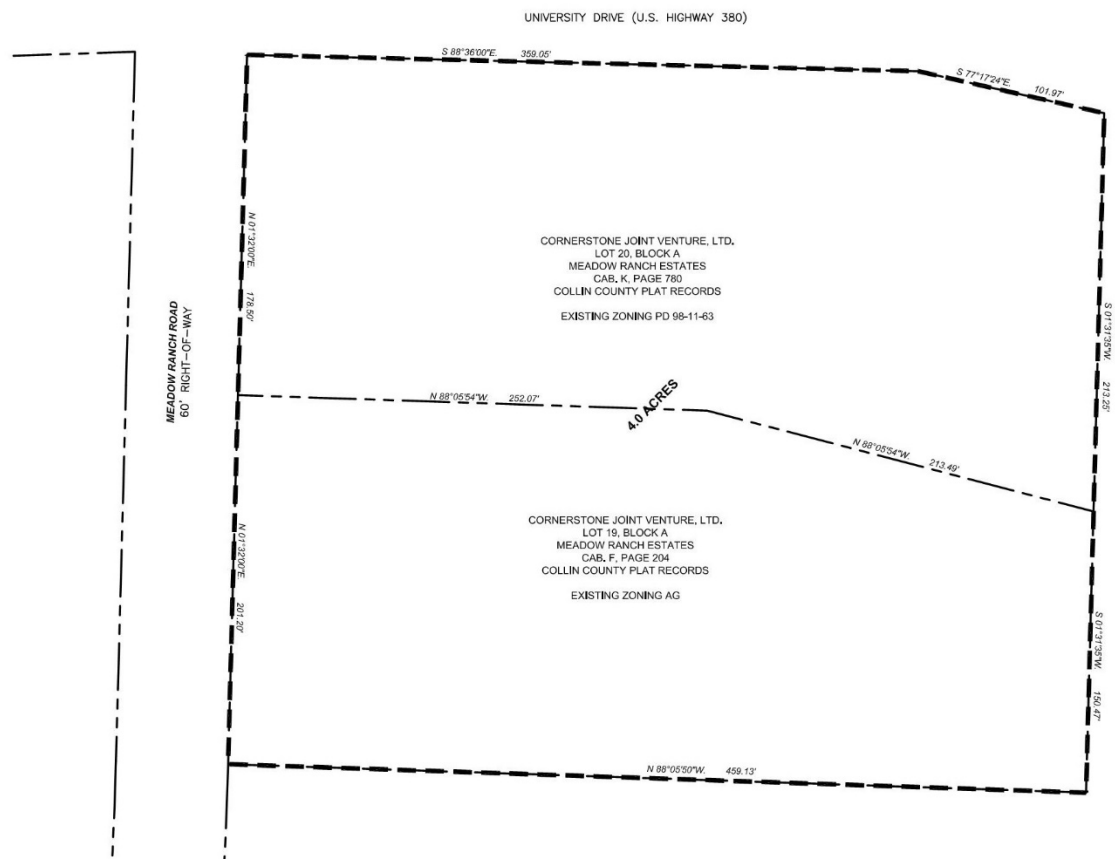 UNIVERSITY DRIVE (U.S. HIGHWAY 380)
S 88°36'00"E. 359.05'
S 77°17'24"E. 101.97'
N 01°32'00"E. 178.50'
CORNERSTONE JOINT VENTURE, LTD.
LOT 20, BLOCK A
MEADOW RANCH ESTATES
CAB. K, PAGE 780
COLLIN COUNTY PLAT RECORDS
EXISTING ZONING PD 98-11-63
S 01°31'35"W. 213.25'
MEADOW RANCH ROAD
60' RIGHT-OF-WAY
N 88°05'54"W. 252.07'
4.0 ACRES
N 88°05'54"W. 213.49'
N 01°32'00"E. 201.20'
CORNERSTONE JOINT VENTURE, LTD.
LOT 19, BLOCK A
MEADOW RANCH ESTATES
CAB. F, PAGE 204
COLLIN COUNTY PLAT RECORDS
EXISTING ZONING AG
S 01°31'35"W. 150.47'
N 88°05'50"W. 459.13'